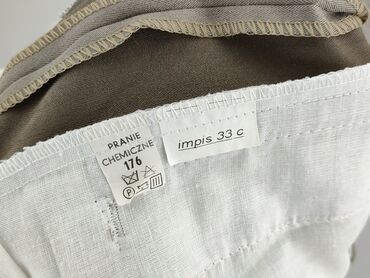 PRANIE
CHEMICZNE
176
P
impis 33 c